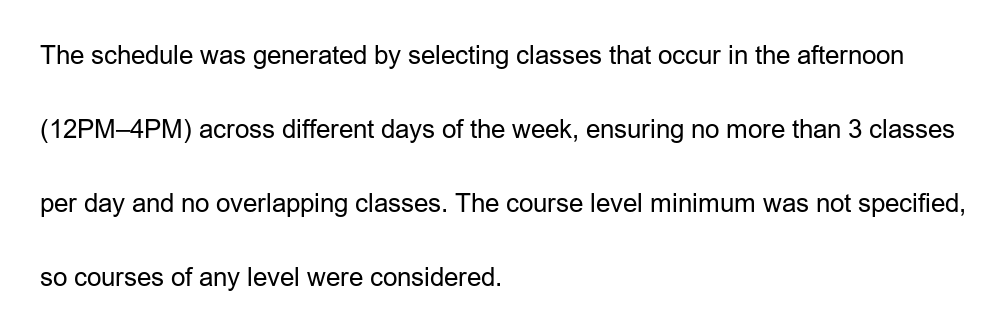 The schedule was generated by selecting classes that occur in the afternoon
(12PM–4PM) across different days of the week, ensuring no more than 3 classes
per day and no overlapping classes. The course level minimum was not specified,
so courses of any level were considered.